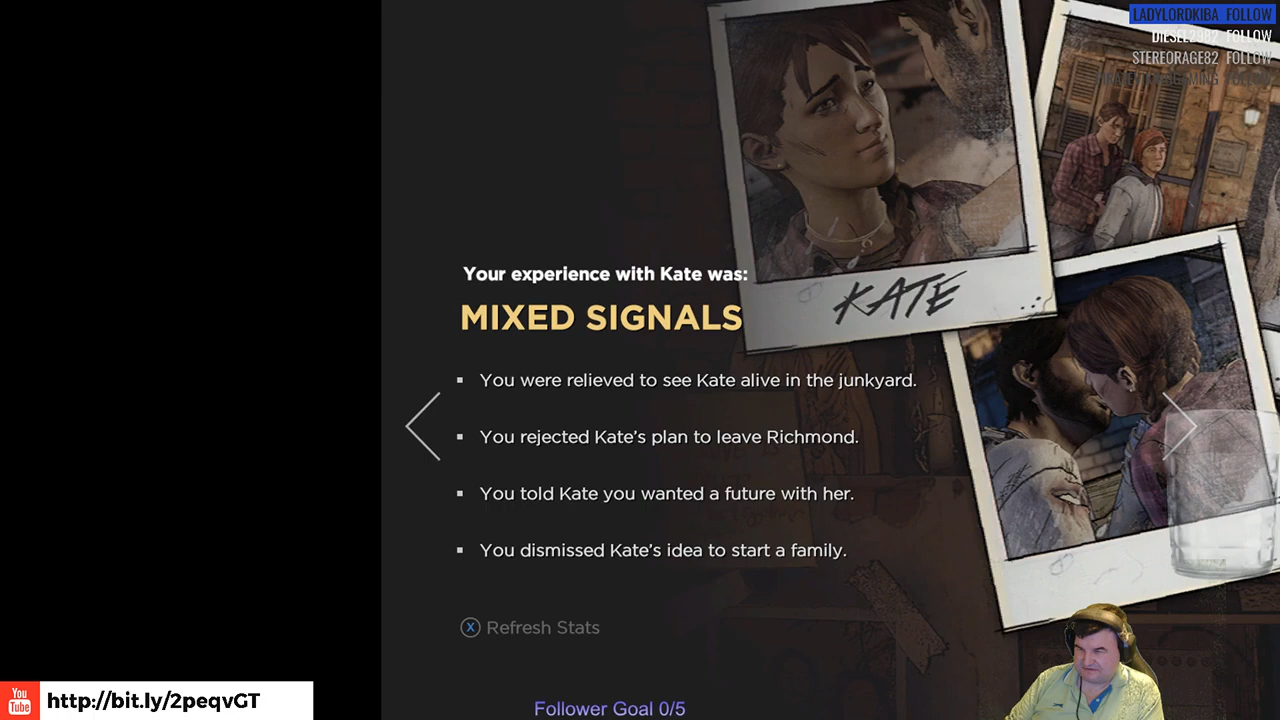 LADYLORDKIBA FOLLOW
DIESEL2982 FOLLOW
STEREORAGE82 FOLLOW
KATE
Your experience with Kate was:
MIXED SIGNALS
▪ You were relieved to see Kate alive in the junkyard.
▪ You rejected Kate's plan to leave Richmond.
▪ You told Kate you wanted a future with her.
▪ You dismissed Kate's idea to start a family.
X Refresh Stats
You Tube
http://bit.ly/2peqvGT
Follower Goal 0/5